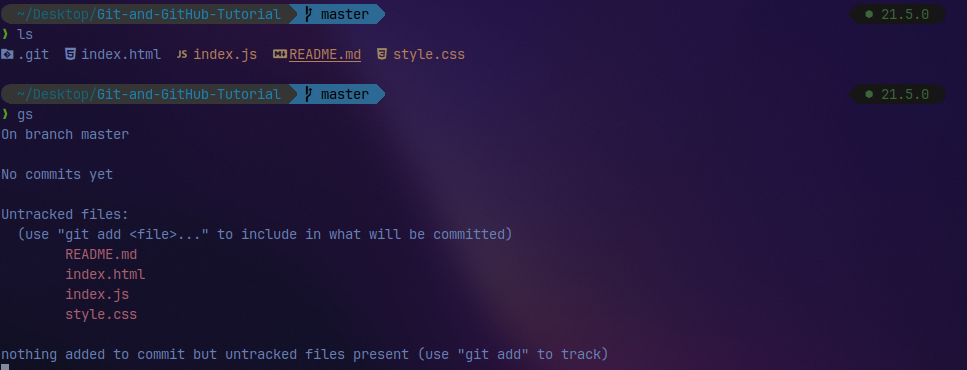 ~/Desktop/Git-and-GitHub-Tutorial master 21.5.0
❯ ls
.git index.html JS index.js README.md style.css
~/Desktop/Git-and-GitHub-Tutorial master 21.5.0
❯ gs
On branch master
No commits yet
Untracked files:
(use "git add <file>..." to include in what will be committed)
README.md
index.html
index.js
style.css
nothing added to commit but untracked files present (use "git add" to track)